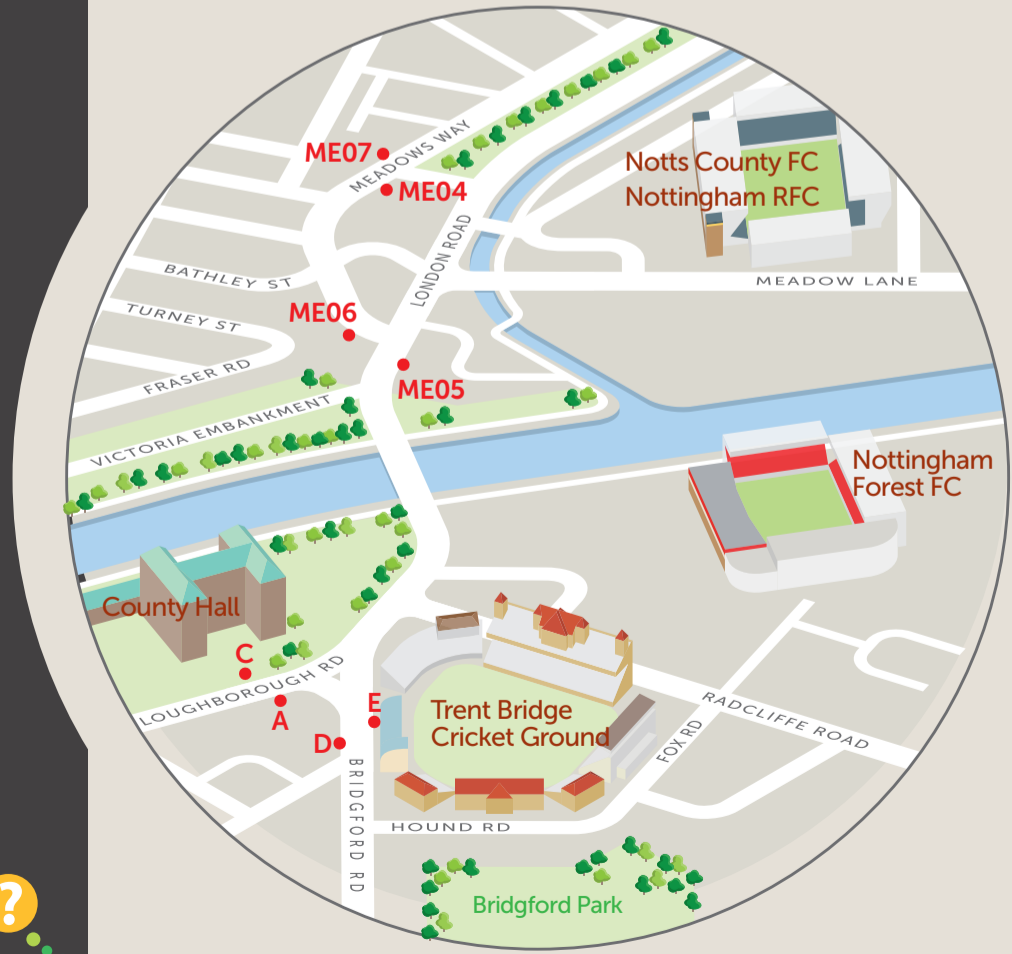 MEADOWS WAY
ME07
ME04
Notts County FC
Nottingham RFC
LONDON ROAD
BATHLEY ST
MEADOW LANE
TURNEY ST
ME06
FRASER RD
ME05
VICTORIA EMBANKMENT
Nottingham
Forest FC
County Hall
C
LOUGHBOROUGH RD
A
E
D
Trent Bridge
Cricket Ground
RADCLIFFE ROAD
FOX RD
BRIDGFORD RD
HOUND RD
Bridgford Park
?